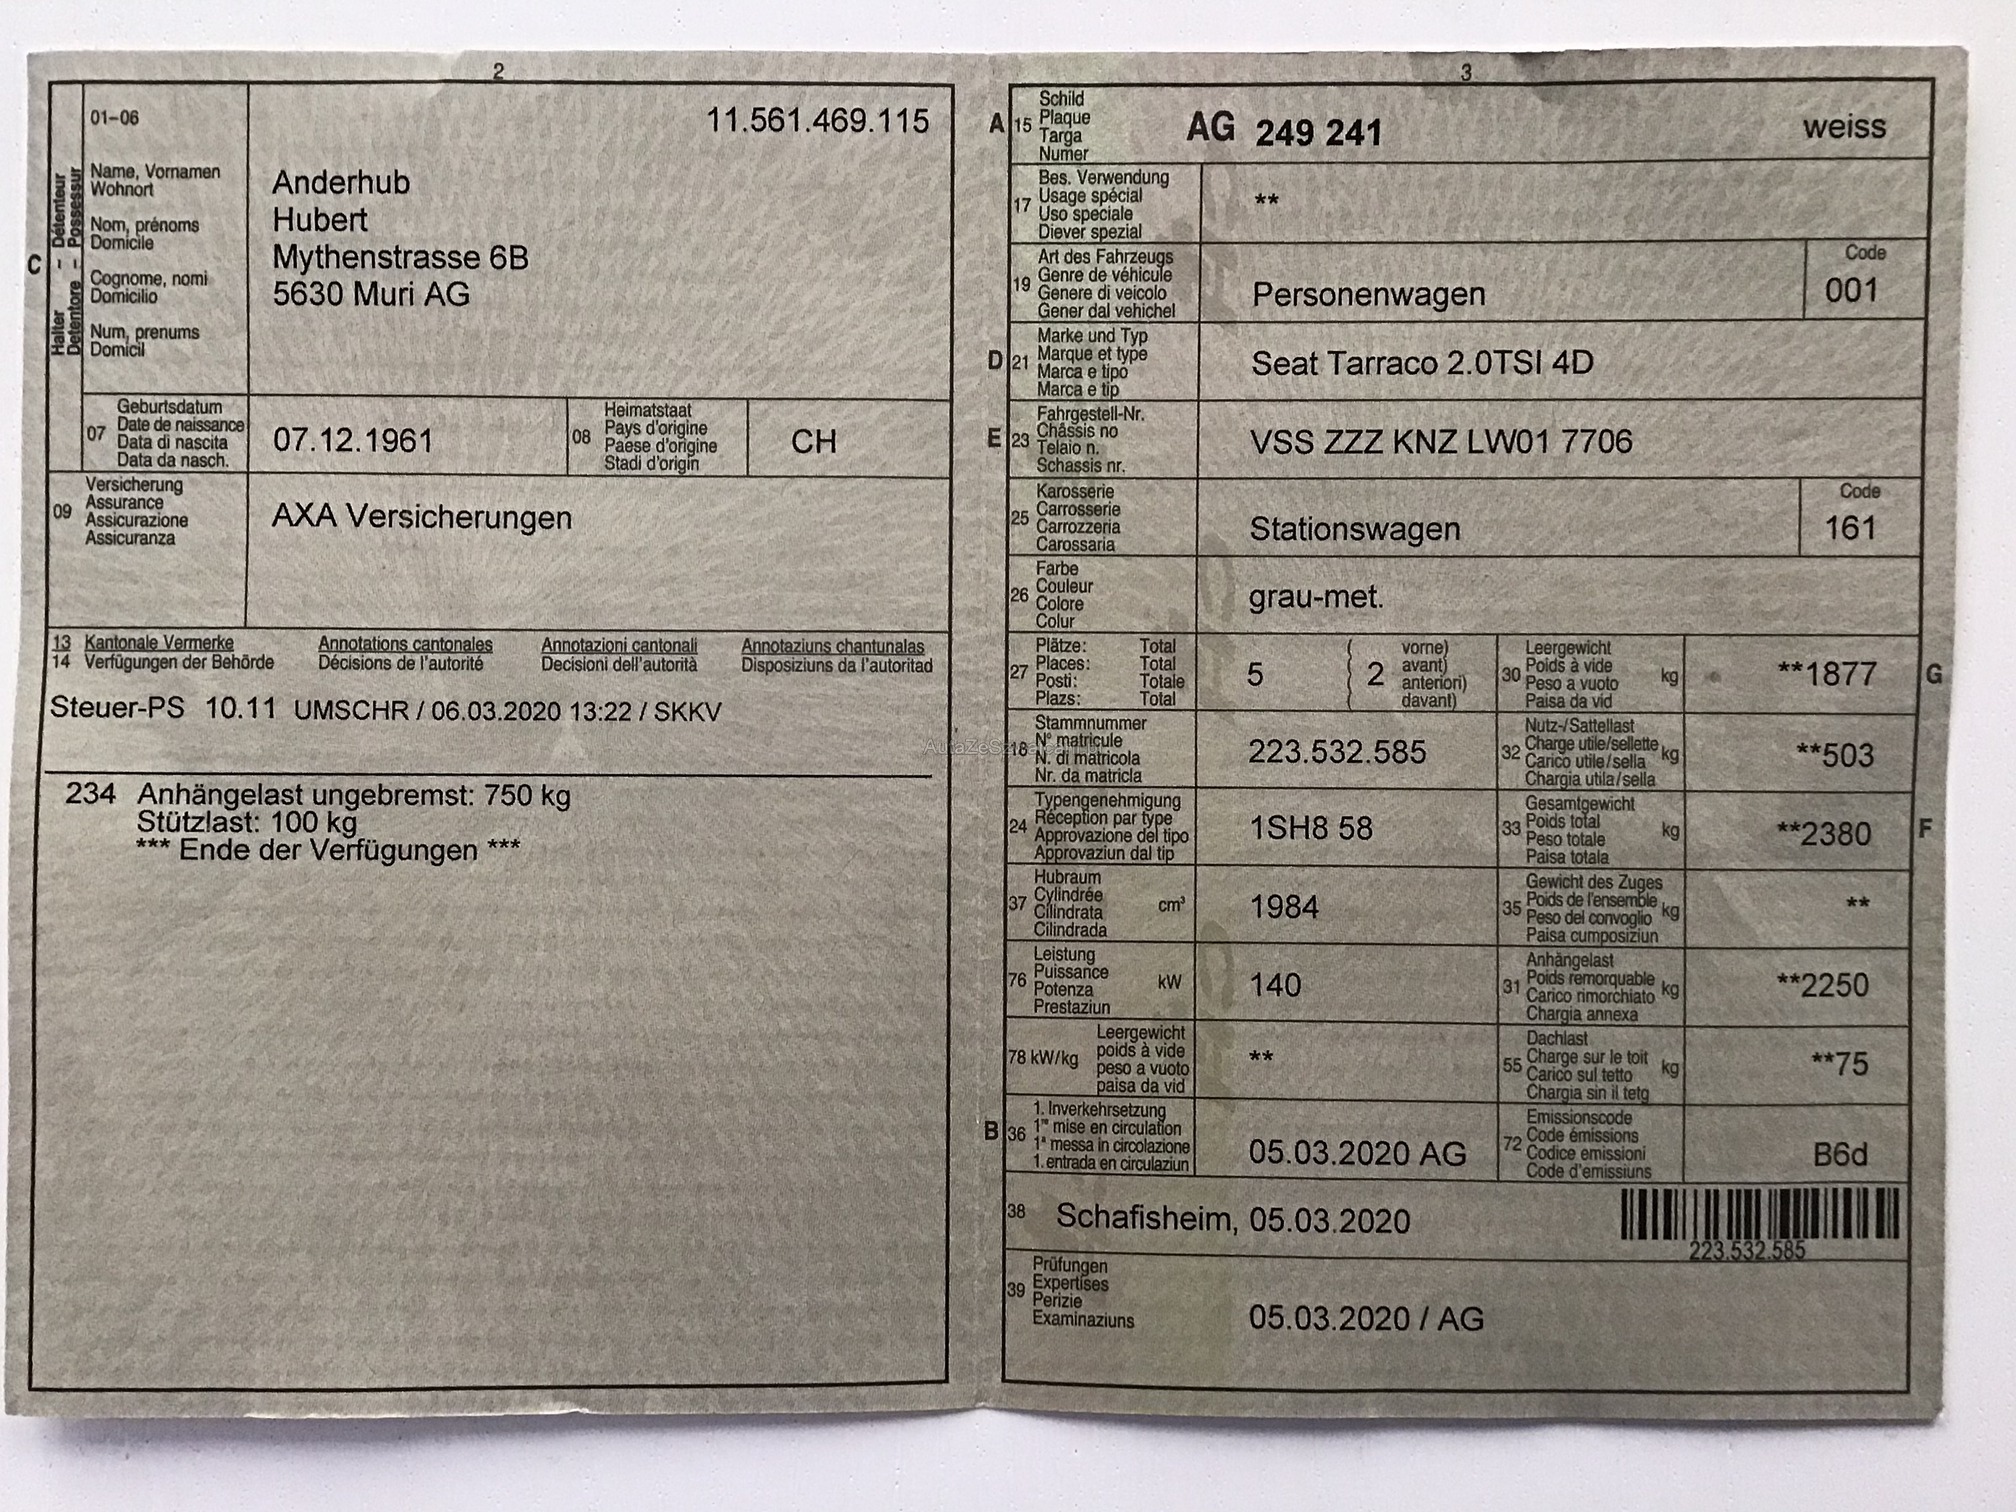 2
01–06
11.561.469.115
C
Halter – Détenteur
Detentore – Possessur
Name, Vornamen
Wohnort
Nom, prénoms
Domicile
Cognome, nomi
Domicilio
Num, prenums
Domicil
Anderhub
Hubert
Mythenstrasse 6B
5630 Muri AG
07
Geburtsdatum
Date de naissance
Data di nascita
Data da nasch.
07.12.1961
08
Heimatstaat
Pays d'origine
Paese d'origine
Stadi d'origin
CH
09
Versicherung
Assurance
Assicurazione
Assicuranza
AXA Versicherungen
13 Kantonale Vermerke Annotations cantonales Annotazioni cantonali Annotaziuns chantunalas
14 Verfügungen der Behörde Décisions de l'autorité Decisioni dell'autorità Disposiziuns da l'autoritad
Steuer-PS 10.11 UMSCHR / 06.03.2020 13:22 / SKKV
234 Anhängelast ungebremst: 750 kg
Stützlast: 100 kg
*** Ende der Verfügungen ***
3
A 15
Schild
Plaque
Targa
Numer
AG 249 241 weiss
17
Bes. Verwendung
Usage spécial
Uso speciale
Diever spezial
**
19
Art des Fahrzeugs
Genre de véhicule
Genere di veicolo
Gener dal vehichel
Personenwagen
Code
001
D 21
Marke und Typ
Marque et type
Marca e tipo
Marca e tip
Seat Tarraco 2.0TSI 4D
E 23
Fahrgestell-Nr.
Châssis no
Telaio n.
Schassis nr.
VSS ZZZ KNZ LW01 7706
25
Karosserie
Carrosserie
Carrozzeria
Carossaria
Stationswagen
Code
161
26
Farbe
Couleur
Colore
Colur
grau-met.
27
Plätze: Total
Places: Total
Posti: Totale
Plazs: Total
5 ( 2
vorne)
avant)
anteriori)
davant)
30
Leergewicht
Poids à vide
Peso a vuoto
Paisa da vid
kg
**1877
G
18
Stammnummer
N° matricule
N. di matricola
Nr. da matricla
223.532.585
32
Nutz-/Sattellast
Charge utile/sellette
Carico utile/sella
Chargia utila/sella
kg
**503
24
Typengenehmigung
Réception par type
Approvazione del tipo
Approvaziun dal tip
1SH8 58
33
Gesamtgewicht
Poids total
Peso totale
Paisa totala
kg
**2380
F
37
Hubraum
Cylindrée
Cilindrata
Cilindrada
cm³
1984
35
Gewicht des Zuges
Poids de l'ensemble
Peso del convoglio
Paisa cumposiziun
kg
**
76
Leistung
Puissance
Potenza
Prestaziun
kW
140
31
Anhängelast
Poids remorquable
Carico rimorchiato
Chargia annexa
kg
**2250
78 kW/kg
Leergewicht
poids à vide
peso a vuoto
paisa da vid
**
55
Dachlast
Charge sur le toit
Carico sul tetto
Chargia sin il tetg
kg
**75
B 36
1. Inverkehrsetzung
1re mise en circulation
1a messa in circolazione
1. entrada en circulaziun
05.03.2020 AG
72
Emissionscode
Code émissions
Codice emissioni
Code d'emissiuns
B6d
38
Schafisheim, 05.03.2020
223.532.585
39
Prüfungen
Expertises
Perizie
Examinaziuns
05.03.2020 / AG